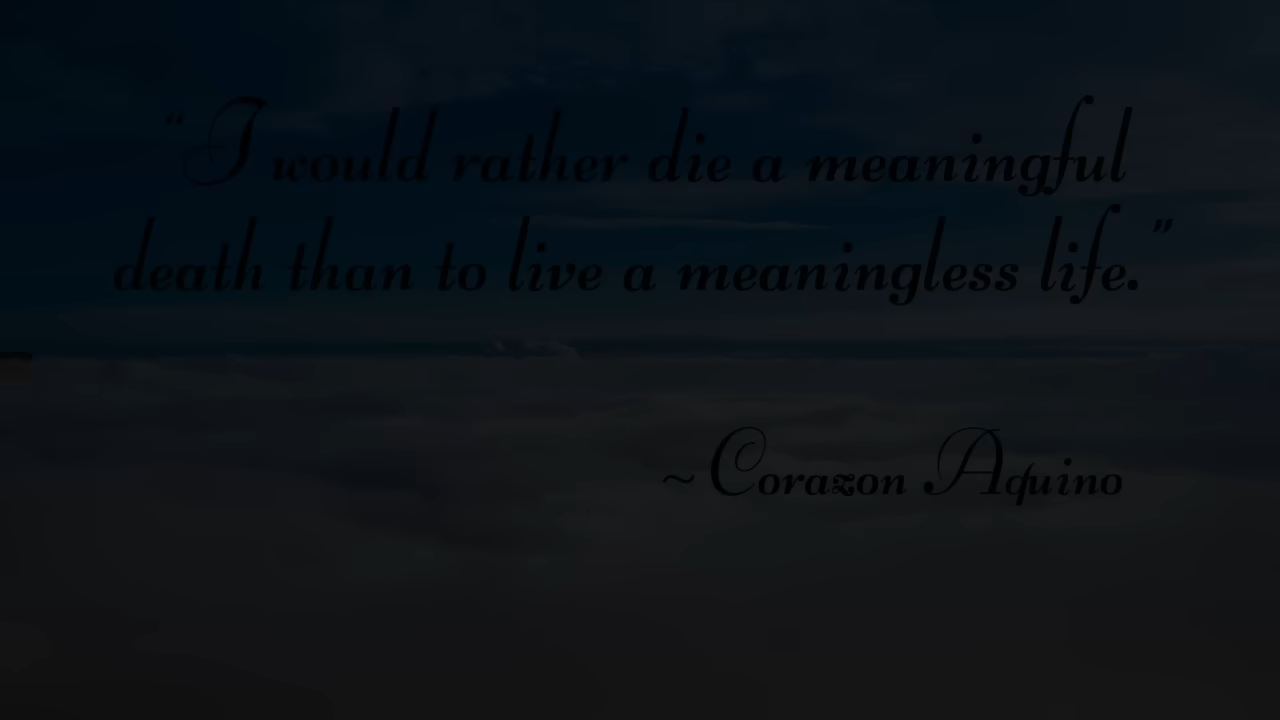 "I would rather die a meaningful
death than to live a meaningless life."
~ Corazon Aquino